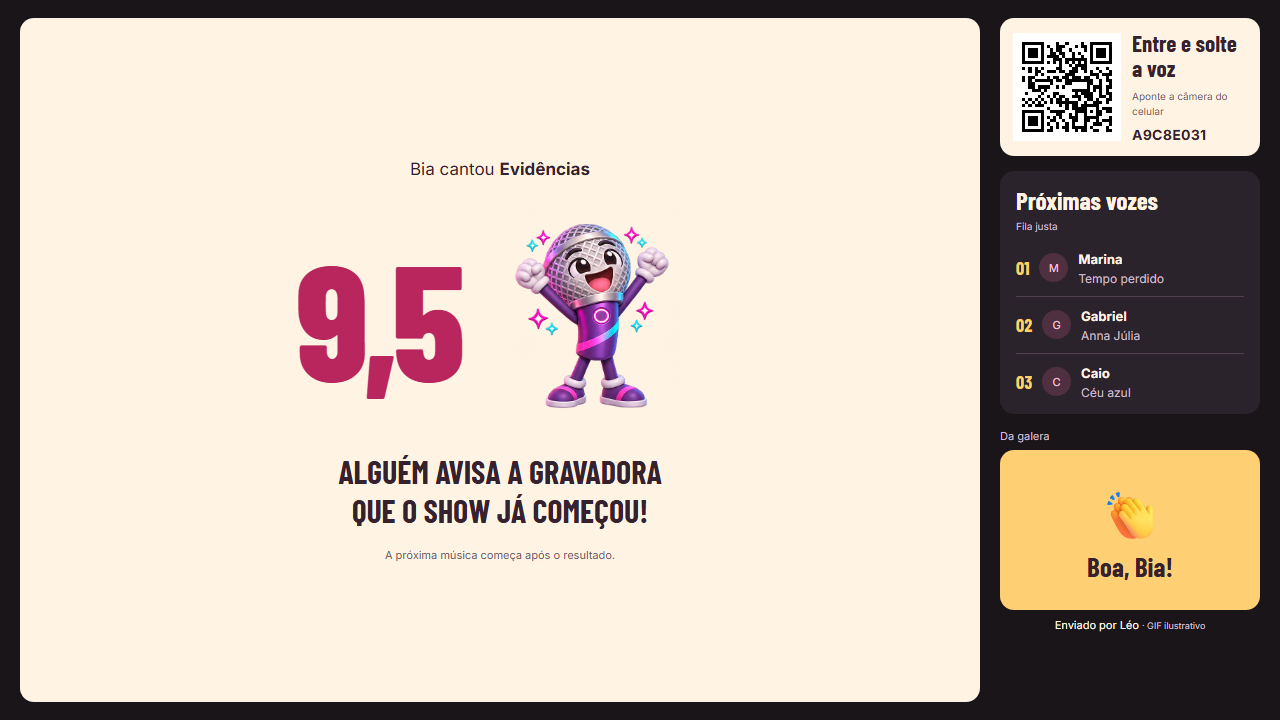 Bia cantou Evidências
9,5
ALGUÉM AVISA A GRAVADORA
QUE O SHOW JÁ COMEÇOU!
A próxima música começa após o resultado.
Entre e solte
a voz
Aponte a câmera do
celular
A9C8E031
Próximas vozes
Fila justa
01 M Marina
Tempo perdido
02 G Gabriel
Anna Júlia
03 C Caio
Céu azul
Da galera
Boa, Bia!
Enviado por Léo · GIF ilustrativo